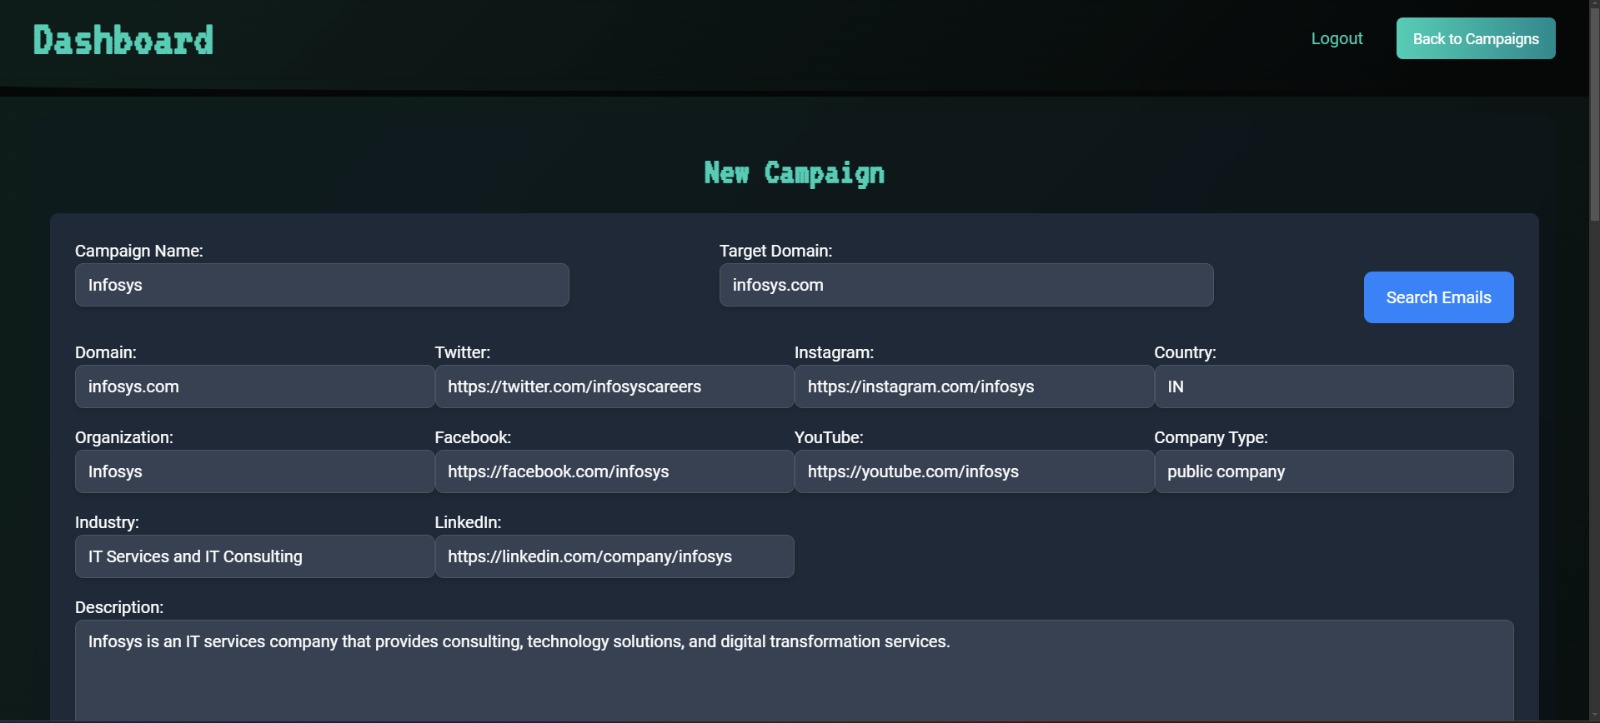 Dashboard
Logout
Back to Campaigns
New Campaign
Campaign Name:
Target Domain:
Infosys
infosys.com
Search Emails
Domain:
Twitter:
Instagram:
Country:
infosys.com
https://twitter.com/infosyscareers
https://instagram.com/infosys
IN
Organization:
Facebook:
YouTube:
Company Type:
Infosys
https://facebook.com/infosys
https://youtube.com/infosys
public company
Industry:
LinkedIn:
IT Services and IT Consulting
https://linkedin.com/company/infosys
Description:
Infosys is an IT services company that provides consulting, technology solutions, and digital transformation services.